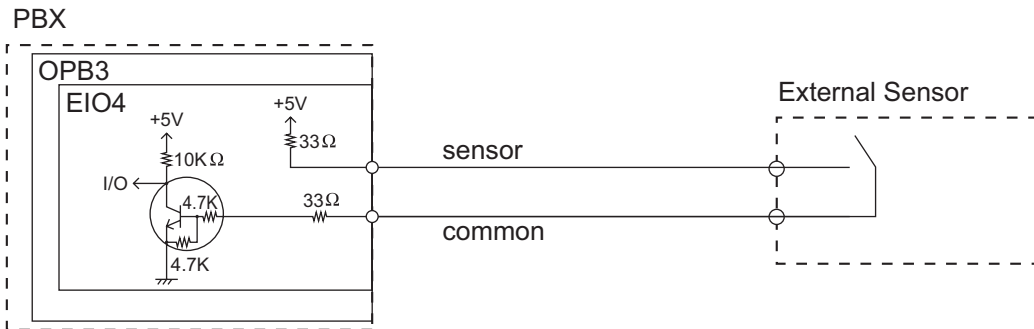 PBX
OPB3
EIO4
External Sensor
+5V
+5V
33Ω
sensor
10KΩ
I/O
4.7K
33Ω
common
4.7K